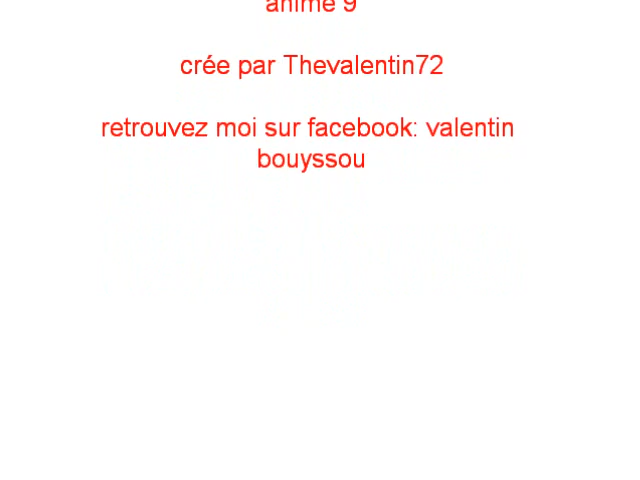 anime 9
crée par Thevalentin72
retrouvez moi sur facebook: valentin
bouyssou